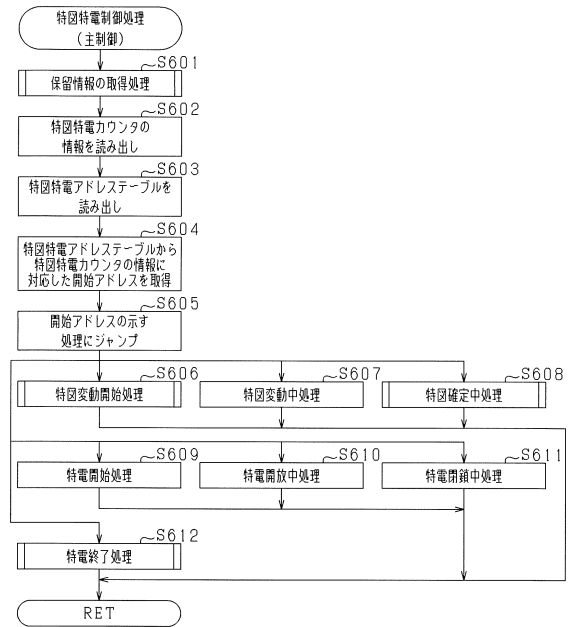 特図特電制御処理
（主制御）
S601
保留情報の取得処理
S602
特図特電カウンタの
情報を読み出し
S603
特図特電アドレステーブルを
読み出し
S604
特図特電アドレステーブルから
特図特電カウンタの情報に
対応した開始アドレスを取得
S605
開始アドレスの示す
処理にジャンプ
S606
特図変動開始処理
S607
特図変動中処理
S608
特図確定中処理
S609
特電開始処理
S610
特電開放中処理
S611
特電閉鎖中処理
S612
特電終了処理
RET